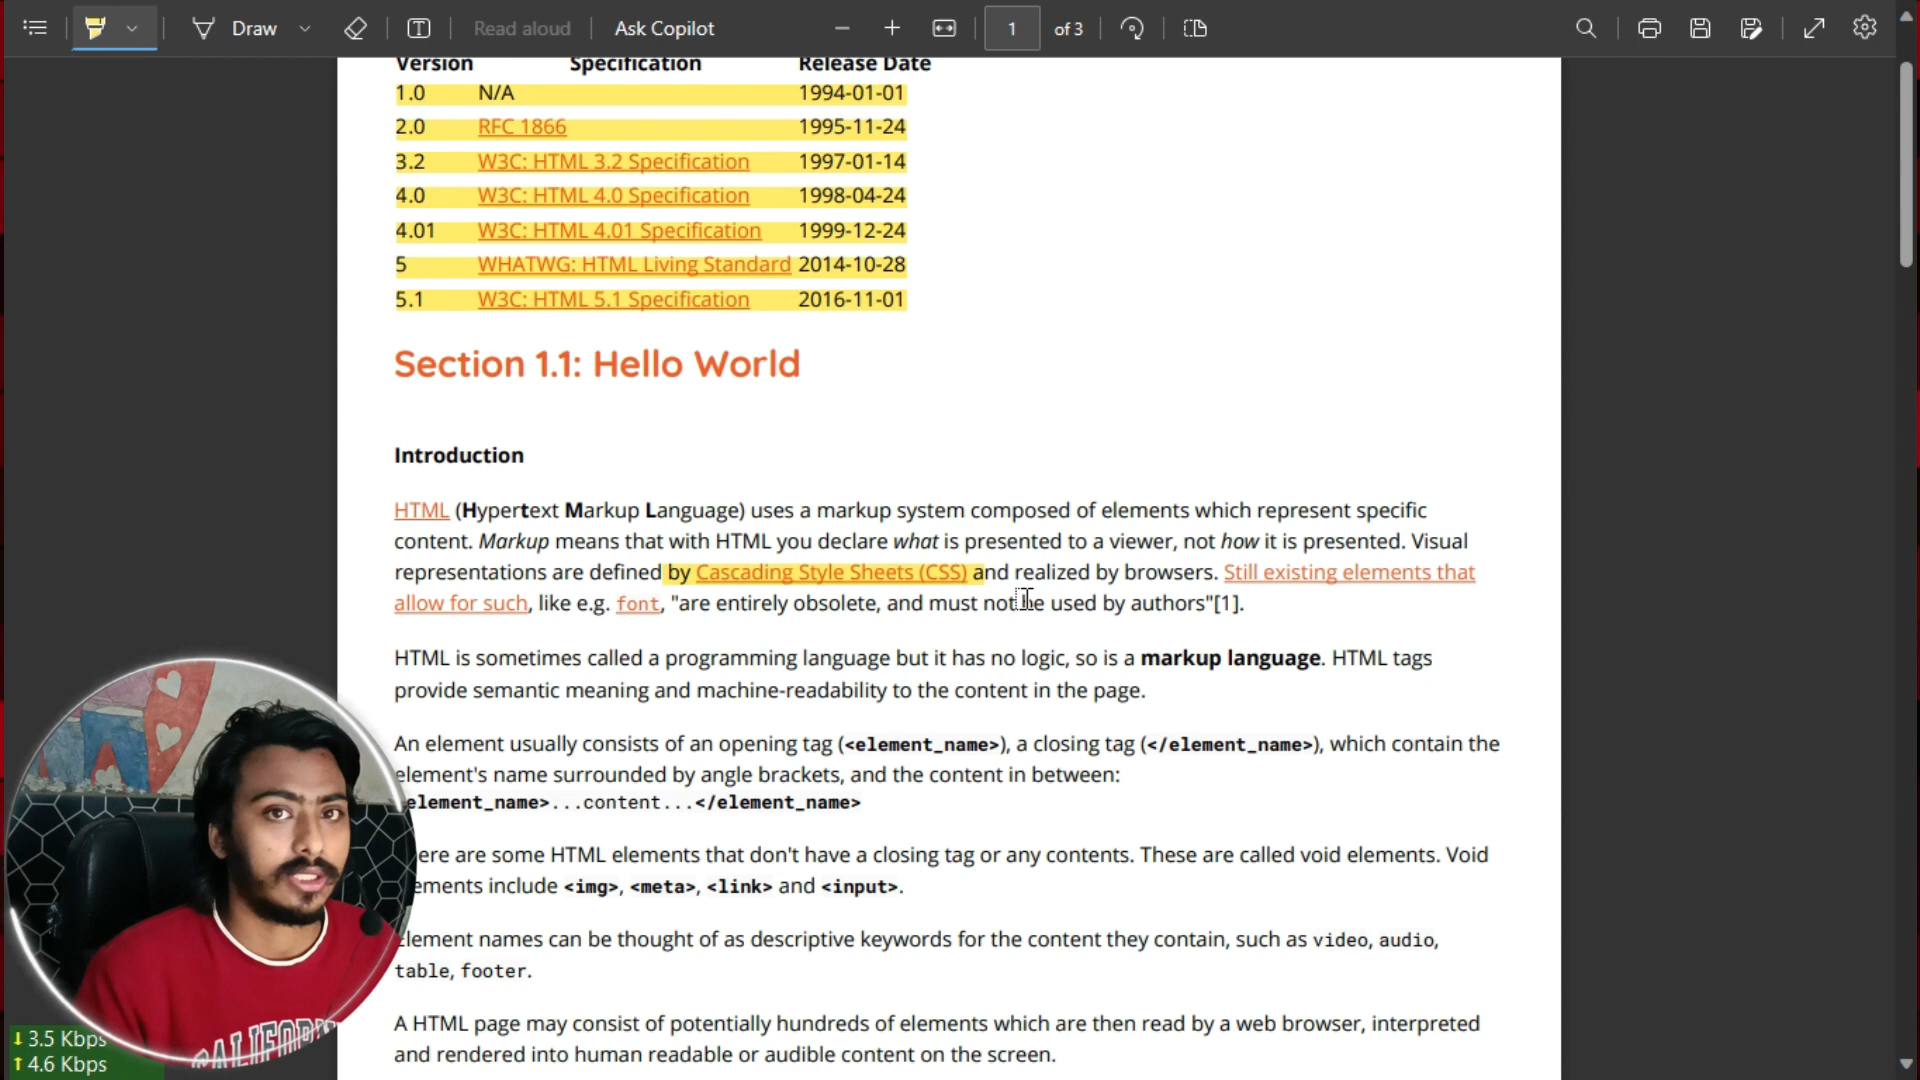 Draw
Read aloud
Ask Copilot
1
of 3
Version Specification Release Date
1.0 N/A 1994-01-01
2.0 RFC 1866 1995-11-24
3.2 W3C: HTML 3.2 Specification 1997-01-14
4.0 W3C: HTML 4.0 Specification 1998-04-24
4.01 W3C: HTML 4.01 Specification 1999-12-24
5 WHATWG: HTML Living Standard 2014-10-28
5.1 W3C: HTML 5.1 Specification 2016-11-01
Section 1.1: Hello World
Introduction
HTML (Hypertext Markup Language) uses a markup system composed of elements which represent specific
content. Markup means that with HTML you declare what is presented to a viewer, not how it is presented. Visual
representations are defined by Cascading Style Sheets (CSS) and realized by browsers. Still existing elements that
allow for such, like e.g. font, "are entirely obsolete, and must not be used by authors"[1].
HTML is sometimes called a programming language but it has no logic, so is a markup language. HTML tags
provide semantic meaning and machine-readability to the content in the page.
An element usually consists of an opening tag (<element_name>), a closing tag (</element_name>), which contain the
element's name surrounded by angle brackets, and the content in between:
element_name>...content...</element_name>
ere are some HTML elements that don't have a closing tag or any contents. These are called void elements. Void
ements include <img>, <meta>, <link> and <input>.
Element names can be thought of as descriptive keywords for the content they contain, such as video, audio,
table, footer.
A HTML page may consist of potentially hundreds of elements which are then read by a web browser, interpreted
and rendered into human readable or audible content on the screen.
CALIFORNIA
3.5 Kbps
4.6 Kbps